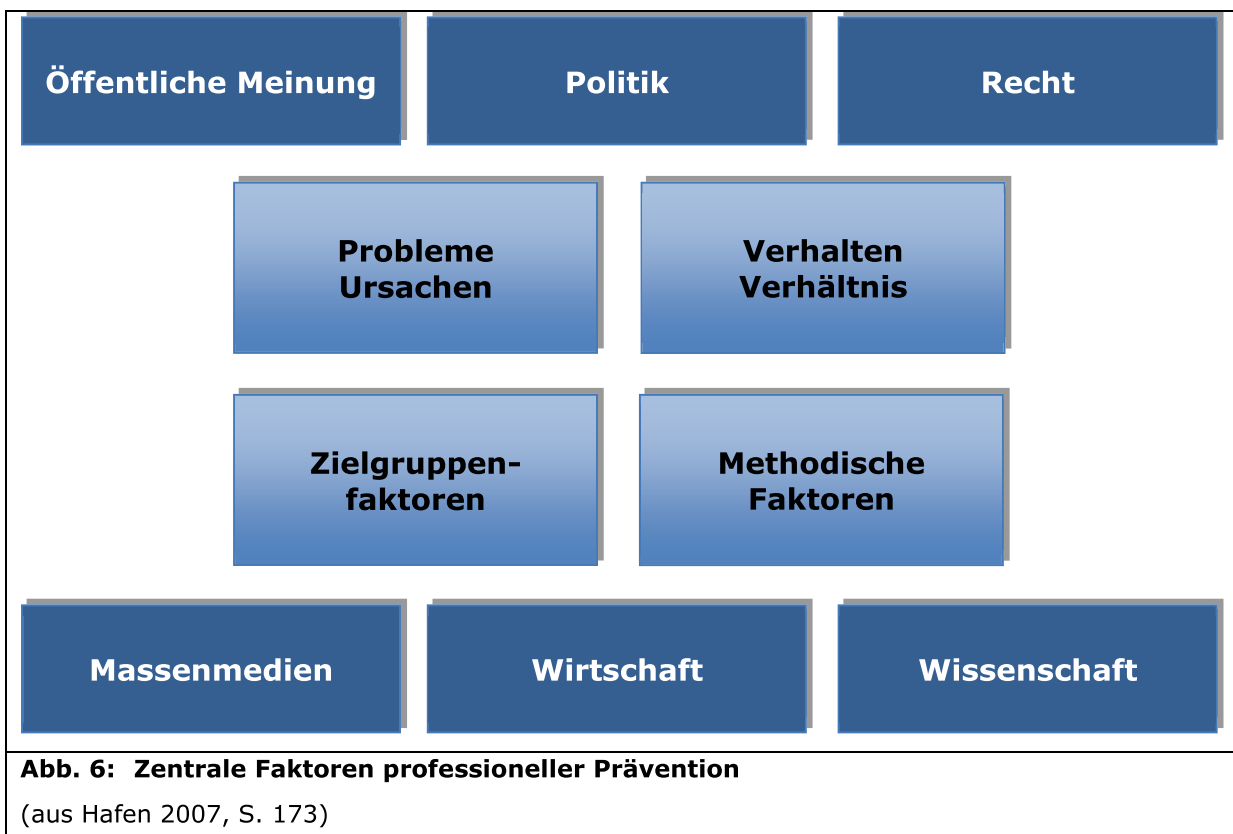 Öffentliche Meinung
Politik
Recht
Probleme
Ursachen
Verhalten
Verhältnis
Zielgruppen-
faktoren
Methodische
Faktoren
Massenmedien
Wirtschaft
Wissenschaft
Abb. 6: Zentrale Faktoren professioneller Prävention
(aus Hafen 2007, S. 173)